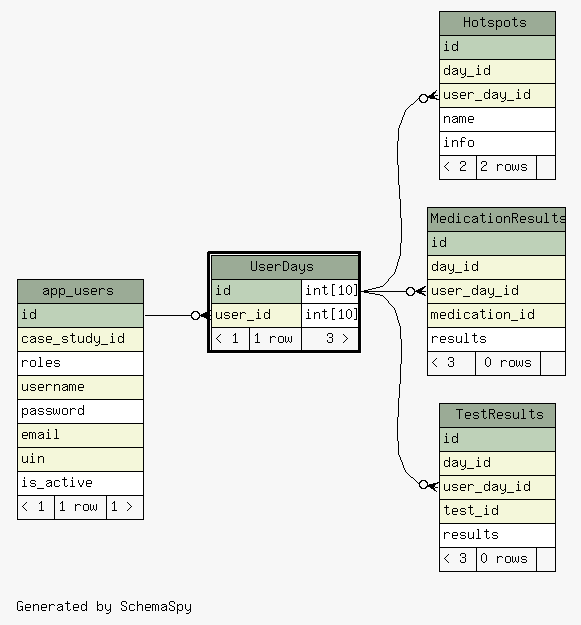 Hotspots
id
day_id
user_day_id
name
info
< 2 2 rows
MedicationResults
id
day_id
user_day_id
medication_id
results
< 3 0 rows
UserDays
id int[10]
user_id int[10]
< 1 1 row 3 >
app_users
id
case_study_id
roles
username
password
email
uin
is_active
< 1 1 row 1 >
TestResults
id
day_id
user_day_id
test_id
results
< 3 0 rows
Generated by SchemaSpy